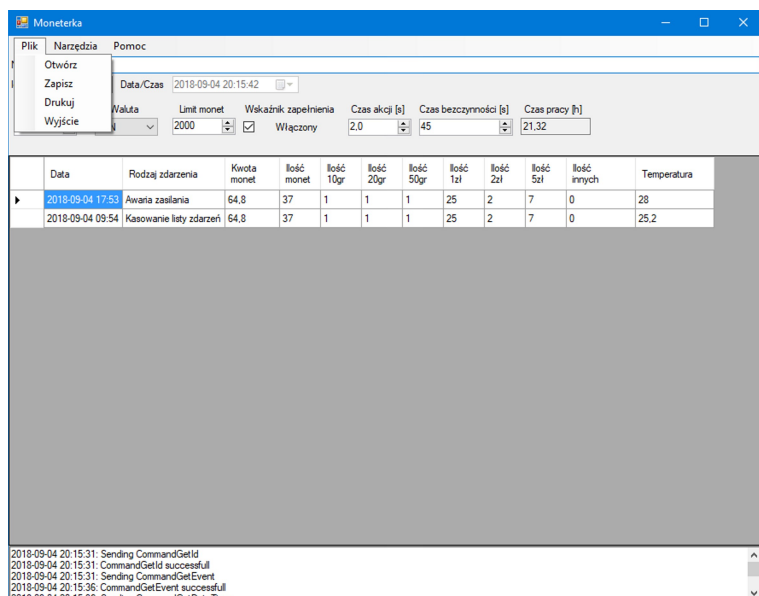 Moneterka
Plik Narzędzia Pomoc
Otwórz
Zapisz
Drukuj
Wyjście
Data/Czas 2018-09-04 20:15:42
Waluta Limit monet Wskaźnik zapełnienia Czas akcji [s] Czas bezczynności [s] Czas pracy [h]
2000 Włączony 2,0 45 21,32
Data Rodzaj zdarzenia Kwota monet Ilość monet Ilość 10gr Ilość 20gr Ilość 50gr Ilość 1zł Ilość 2zł Ilość 5zł Ilość innych Temperatura
2018-09-04 17:53 Awaria zasilania 64,8 37 1 1 1 25 2 7 0 28
2018-09-04 09:54 Kasowanie listy zdarzeń 64,8 37 1 1 1 25 2 7 0 25,2
2018-09-04 20:15:31: Sending CommandGetId
2018-09-04 20:15:31: CommandGetId successfull
2018-09-04 20:15:31: Sending CommandGetEvent
2018-09-04 20:15:36: CommandGetEvent successfull